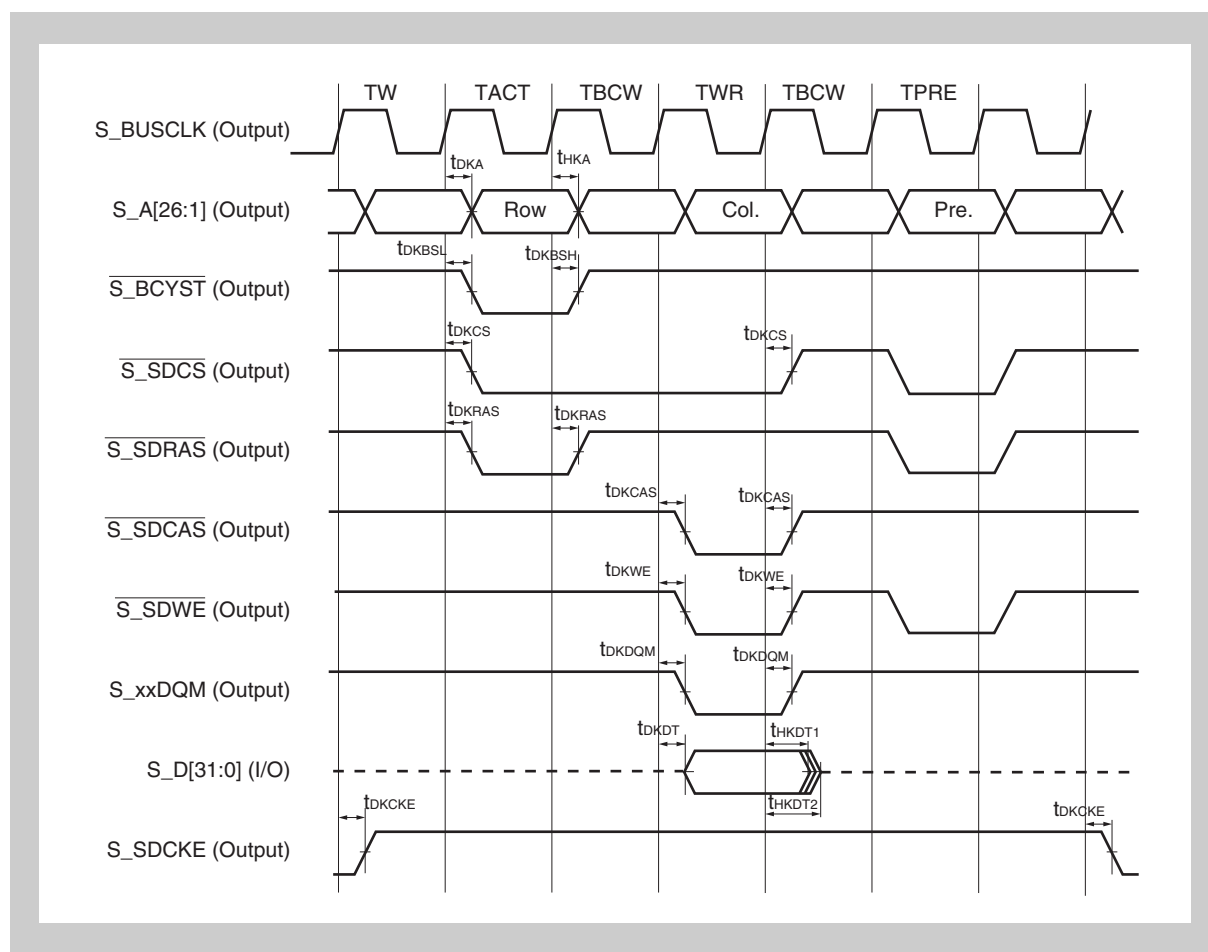 TW TACT TBCW TWR TBCW TPRE
S_BUSCLK (Output)
tDKA tHKA
S_A[26:1] (Output) Row Col. Pre.
tDKBSL tDKBSH
S_BCYST (Output)
tDKCS tDKCS
S_SDCS (Output)
tDKRAS tDKRAS
S_SDRAS (Output)
tDKCAS tDKCAS
S_SDCAS (Output)
tDKWE tDKWE
S_SDWE (Output)
tDKDQM tDKDQM
S_xxDQM (Output)
tDKDT tHKDT1
S_D[31:0] (I/O)
tHKDT2
tDKCKE tDKCKE
S_SDCKE (Output)